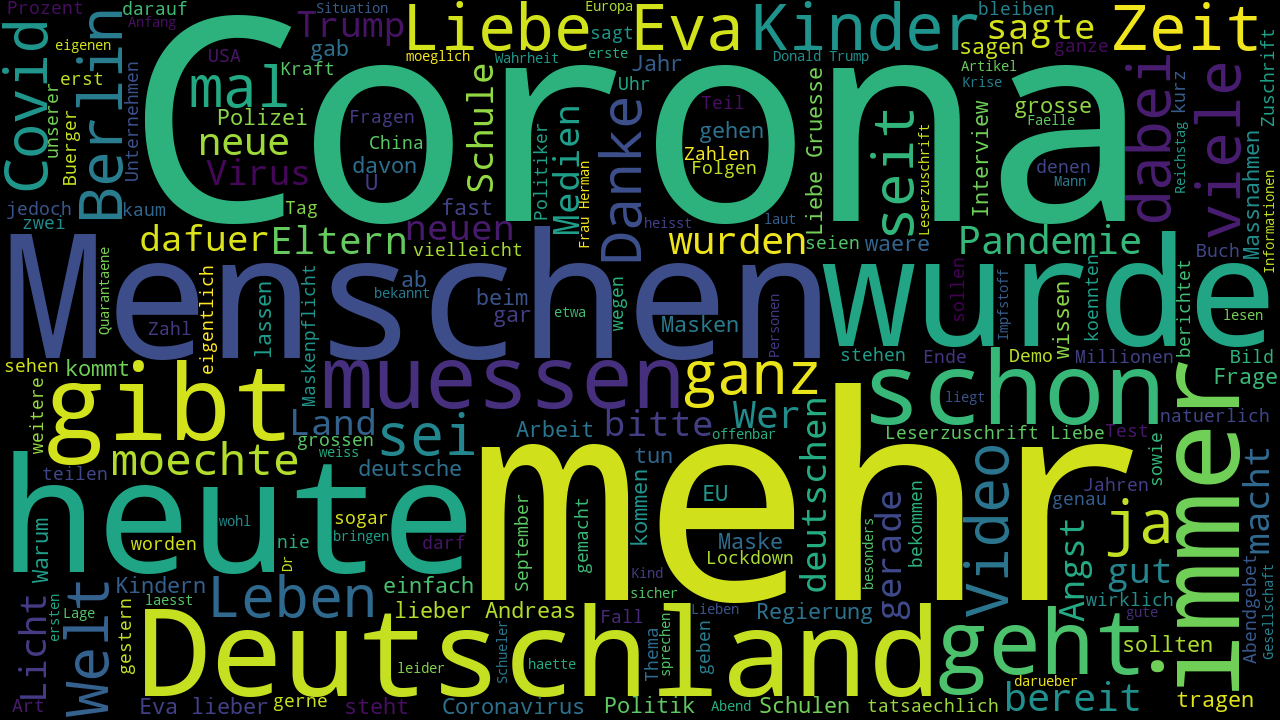 Prozent
darauf
Anfang
Situation
Trump
Liebe
Europa
Eva
Kinder
bleiben
sagte
Zeit
Covid
eigenen
erst
unserer
Buerger
Berlin
Unternehmen
USA
gab
Kraft
mal
Polizei
neue
Virus
Fragen
China
davon
U
moeglich
sagt
erste
Wahrheit
Jahr
Uhr
Donald Trump
sagen
ganze
Artikel
Krise
grosse
Faelle
denen
Mann
Corona
Schule
Politiker
Medien
Danke
Teil
gehen
Zahlen
Folgen
Liebe Gruesse
seit
Leserzuschrift
Interview
dabei
kurz
Reichstag
viele
Massnahmen
Zuschrift
Informationen
jedoch
kaum
zwei
Tag
fast
neuen
Frau Herman
heisst
laut
dafuer
Eltern
vielleicht
wurden
seien
waere
Pandemie
Buch
Menschen
wurde
Quarantaene
Zahl
eigentlich
lassen
Maskenpflicht
ab
bekannt
beim
gar
etwa
wegen
Masken
Personen
sollen
Impfstoff
Wissen
koennten
berichtet
lesen
sehen
kommt
stehen
Ende
Demo
Millionen
Bild
Frage
gibt
muessen
ganz
schon
liegt
immer
natuerlich
weitere
moechte
Land
grossen
weiss
sei
Arbeit
bitte
Wer
offenbar
deutschen
Leserzuschrift Liebe
Test
sowie
teilen
deutsche
tun
EU
kommen
Jahren
genau
heute
mehr
Warum
wohl
worden
nie
sogar
bringen
darf
September
gemacht
Maske
Lockdown
besonders
gerade
bekommen
Video
Angst
ja
gut
macht
Abendgebet
Gesellschaft
Dr
Kindern
Leben
einfach
Kind
sicher
wirklich
Licht
ersten
Lage
Welt
gestern
laesst
lieber
Andreas
Fall
Lieben
Regierung
gute
Deutschland
geht
sollten
leider
schueler
haette
Thema
sprechen
geben
darueber
Art
Eva lieber
gerne
steht
Coronavirus
Politik
Abend
Schulen
tatsaechlich
bereit
tragen